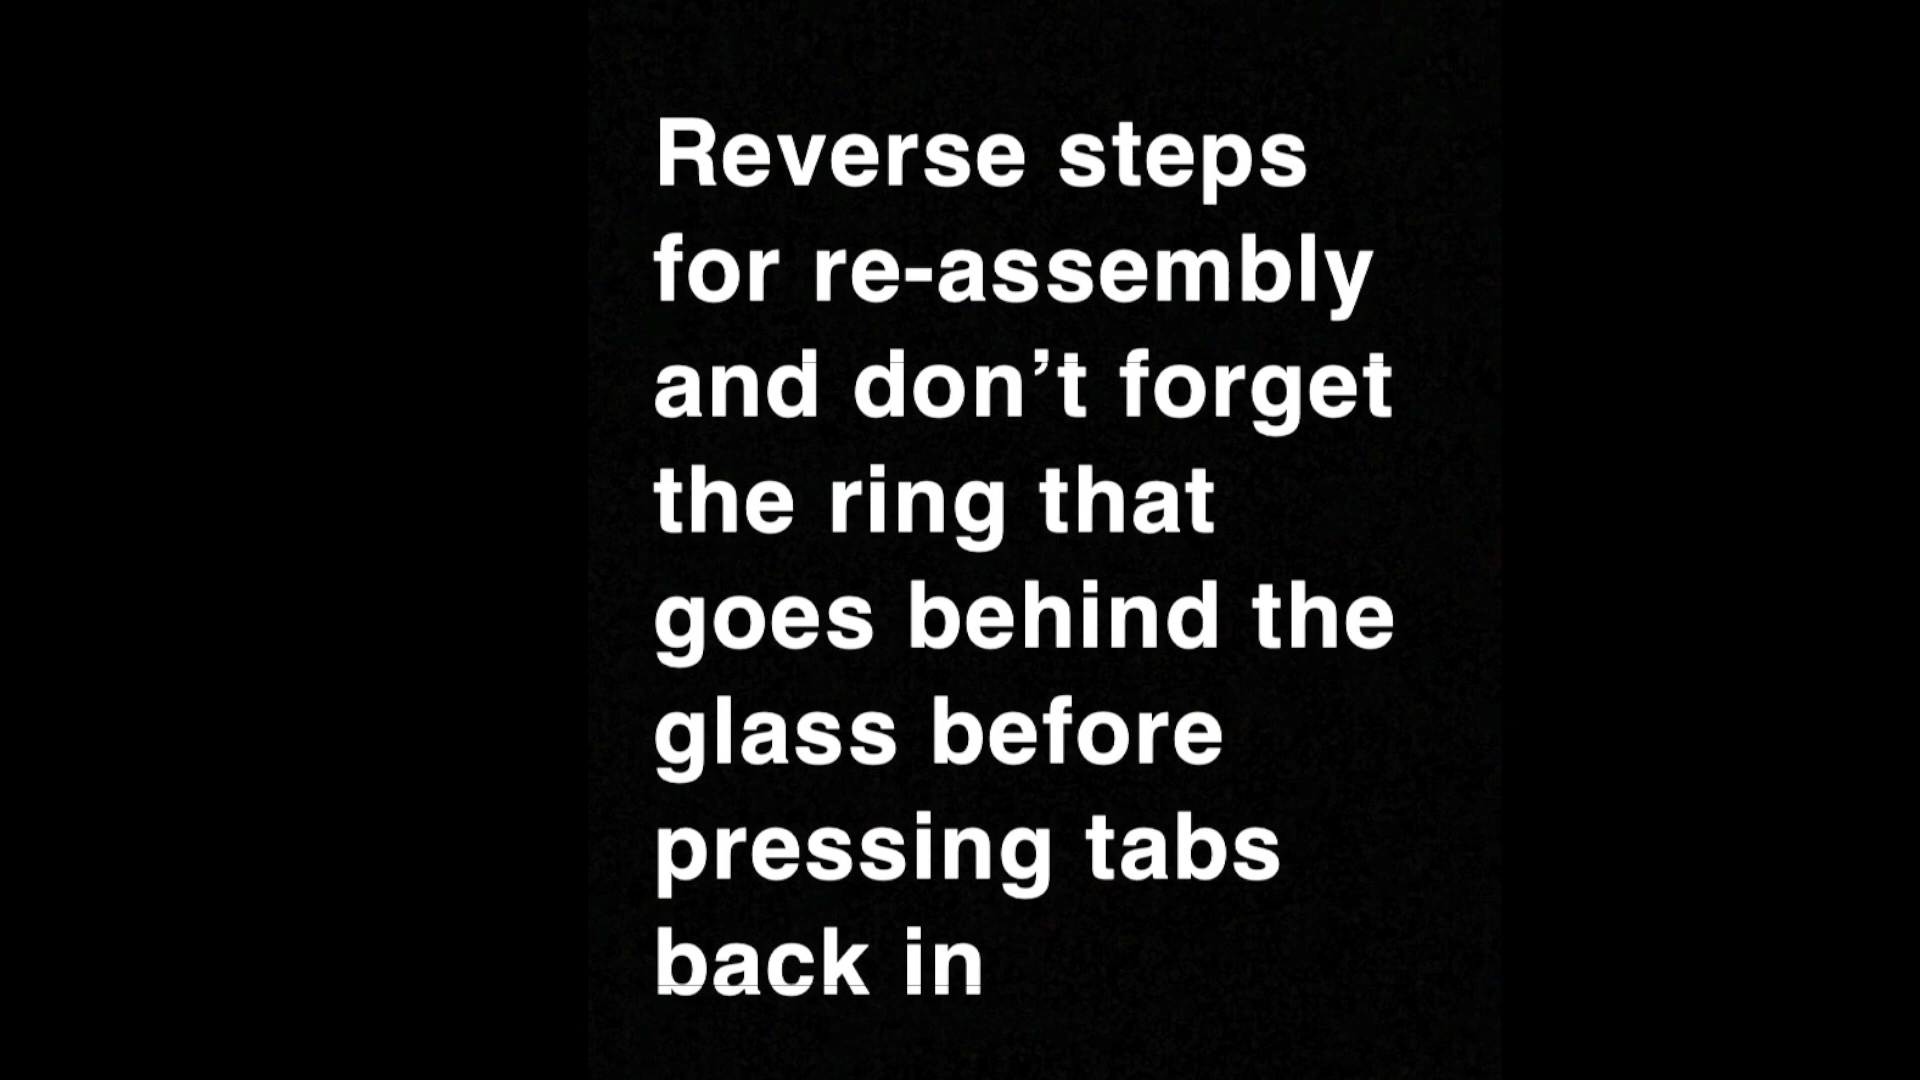 Reverse steps
for re-assembly
and don’t forget
the ring that
goes behind the
glass before
pressing tabs
back in